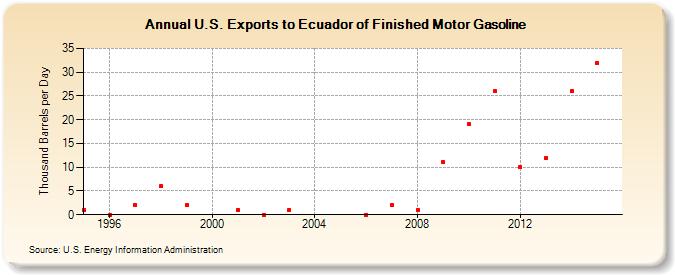 Annual U.S. Exports to Ecuador of Finished Motor Gasoline
Thousand Barrels per Day
35
30
25
20
15
10
5
0
1996 2000 2004 2008 2012
Source: U.S. Energy Information Administration